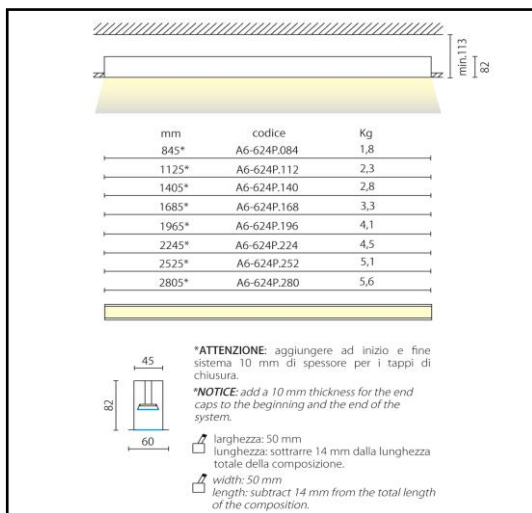 min.113
82
mm codice Kg
845* A6-624P.084 1,8
1125* A6-624P.112 2,3
1405* A6-624P.140 2,8
1685* A6-624P.168 3,3
1965* A6-624P.196 4,1
2245* A6-624P.224 4,5
2525* A6-624P.252 5,1
2805* A6-624P.280 5,6
45
82
60
*ATTENZIONE: aggiungere ad inizio e fine
sistema 10 mm di spessore per i tappi di
chiusura.
*NOTICE: add a 10 mm thickness for the end
caps to the beginning and the end of the
system.
larghezza: 50 mm
lunghezza: sottrarre 14 mm dalla lunghezza
totale della composizione.
width: 50 mm
length: subtract 14 mm from the total length
of the composition.